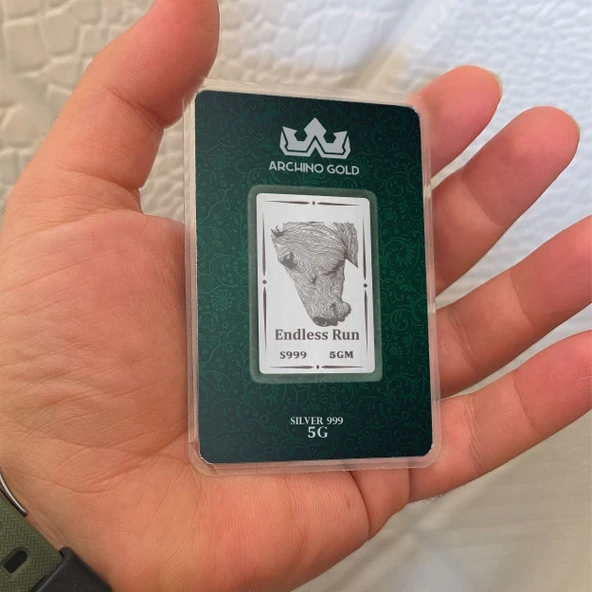 ARCHINO GOLD
Endless Run
S999 5GM
SILVER 999
5G